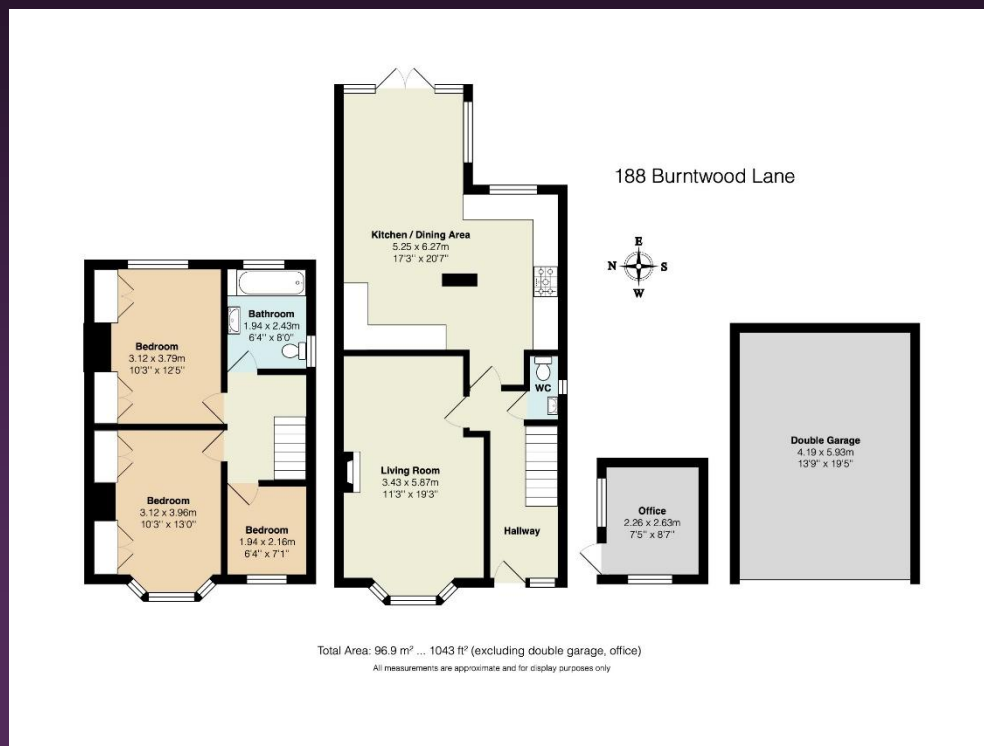 188 Burntwood Lane
E
N
S
W
Kitchen / Dining Area
5.25 x 6.27m
17'3'' x 20'7''
Bathroom
1.94 x 2.43m
6'4'' x 8'0''
Bedroom
3.12 x 3.79m
10'3'' x 12'5''
WC
Double Garage
4.19 x 5.93m
13'9'' x 19'5''
Living Room
3.43 x 5.87m
11'3'' x 19'3''
Bedroom
3.12 x 3.96m
10'3'' x 13'0''
Office
2.26 x 2.63m
7'5'' x 8'7''
Bedroom
1.94 x 2.16m
6'4'' x 7'1''
Hallway
Total Area: 96.9 m² ... 1043 ft² (excluding double garage, office)
All measurements are approximate and for display purposes only